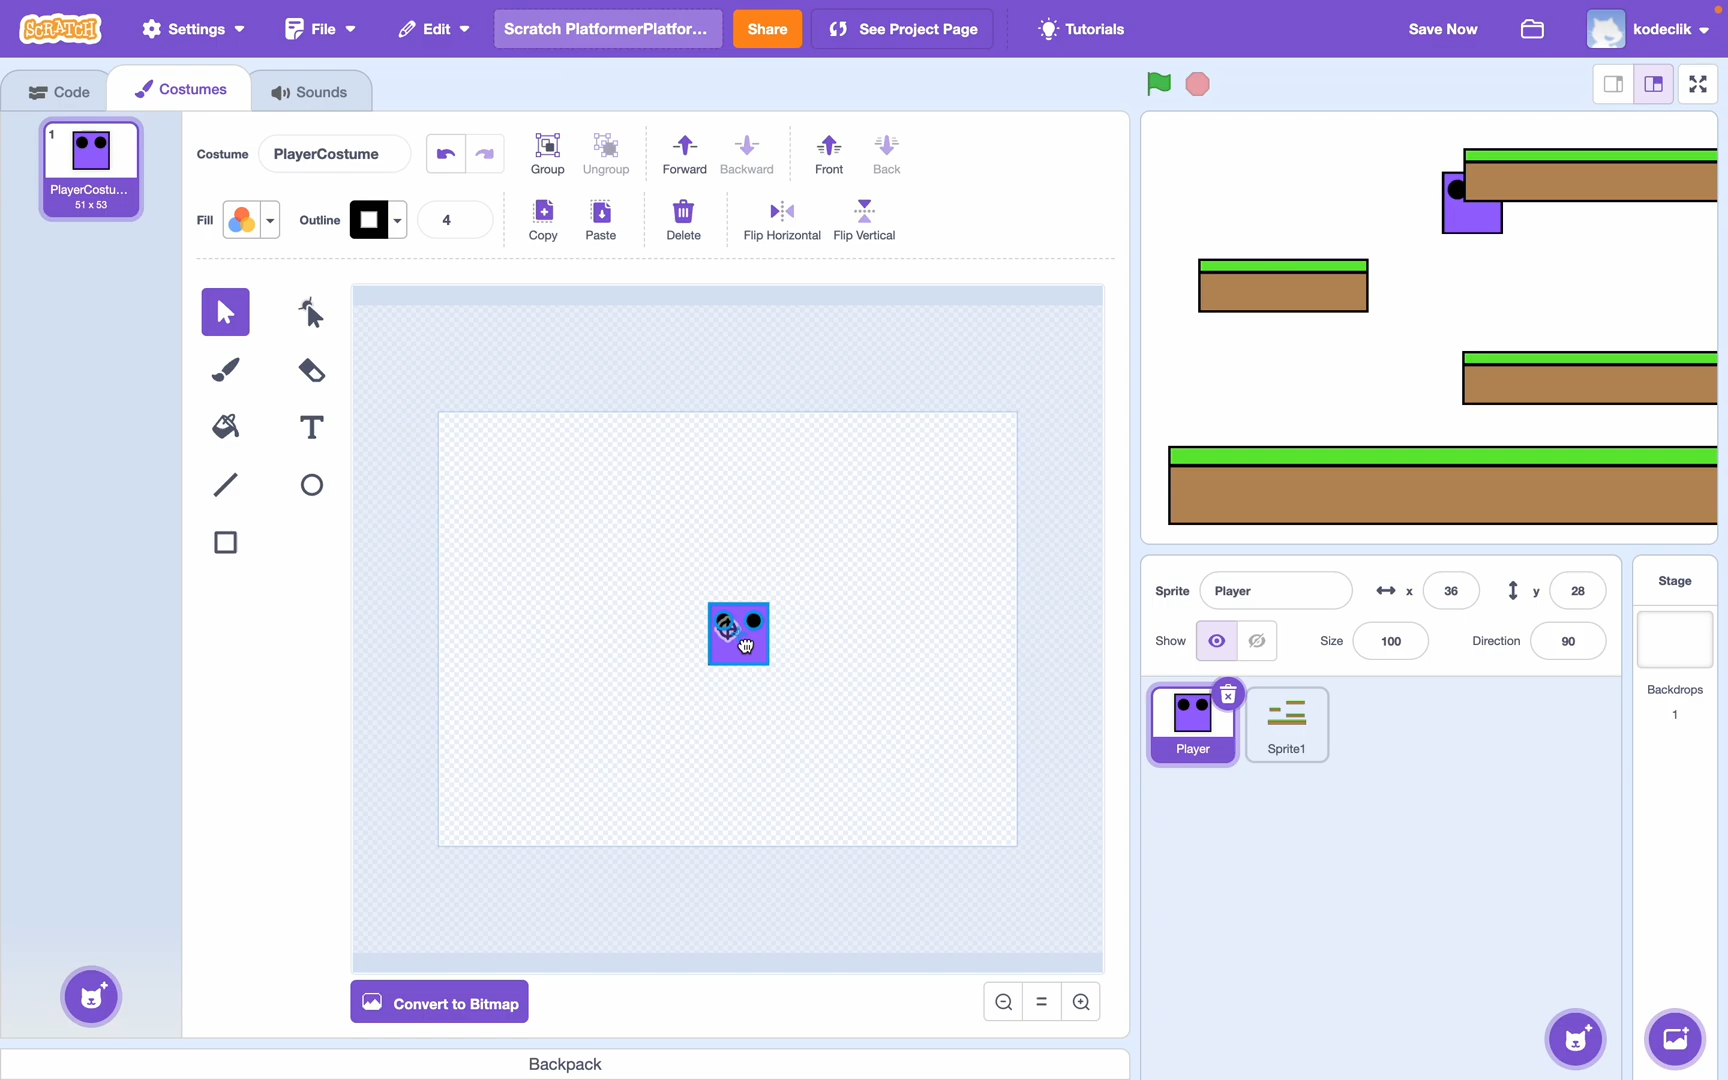 SCRATCH Settings File Edit Scratch PlatformerPlatfor... Share See Project Page Tutorials Save Now kodeclik
Code Costumes Sounds
1
PlayerCostu...
51 x 53
Costume PlayerCostume Group Ungroup Forward Backward Front Back
Fill Outline 4 Copy Paste Delete Flip Horizontal Flip Vertical
T
Convert to Bitmap =
Backpack
Sprite Player x 36 y 28
Show Size 100 Direction 90
Player Sprite1
Stage
Backdrops
1